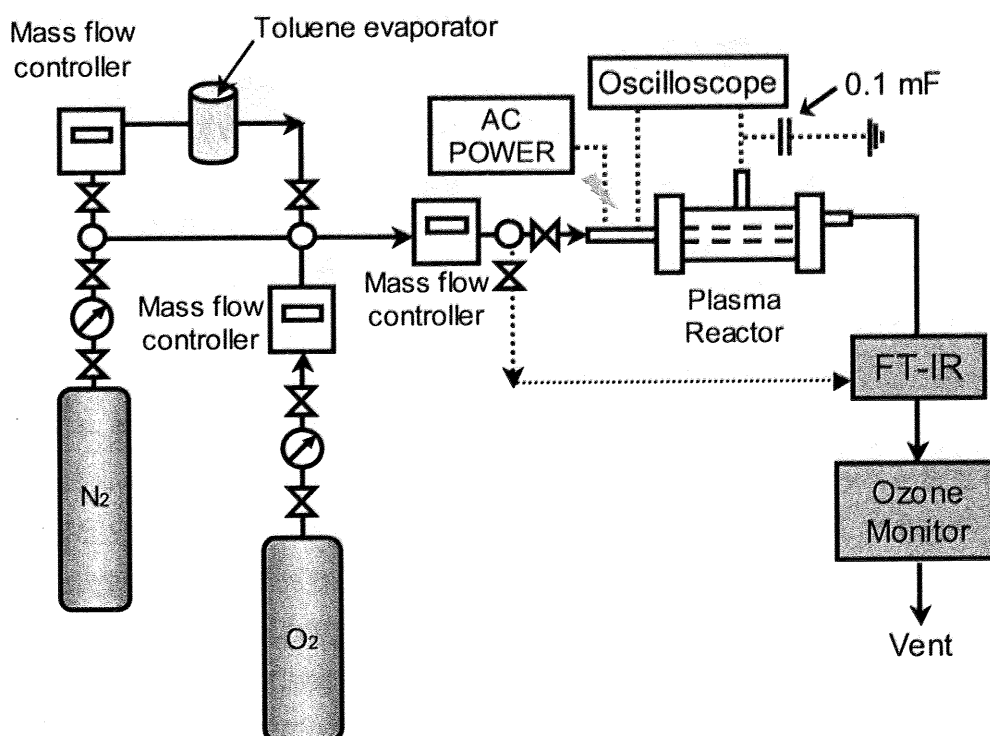 Mass flow
controller
Toluene evaporator
Oscilloscope
0.1 mF
AC
POWER
Mass flow
controller
Mass flow
controller
Plasma
Reactor
FT-IR
N2
Ozone
Monitor
O2
Vent